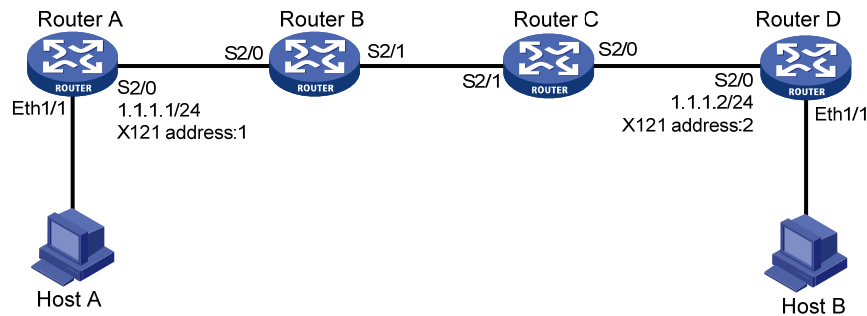 Router A
Router B
Router C
Router D
S2/0
S2/1
S2/0
ROUTER
ROUTER
ROUTER
ROUTER
S2/0
S2/1
S2/0
Eth1/1
1.1.1.1/24
1.1.1.2/24
Eth1/1
X121 address:1
X121 address:2
Host A
Host B